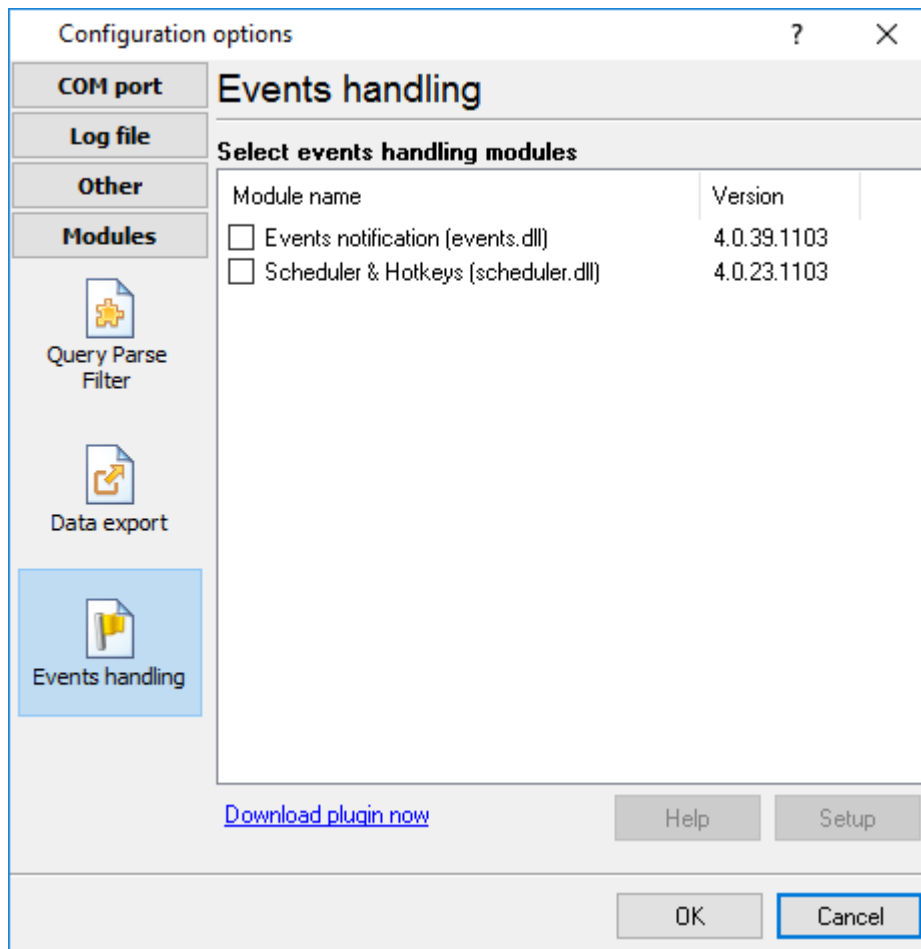 Configuration options
?
COM port
Log file
Other
Modules
Query Parse
Filter
Data export
Events handling
Events handling
Select events handling modules
Module name Version
Events notification (events.dll) 4.0.39.1103
Scheduler & Hotkeys (scheduler.dll) 4.0.23.1103
Download plugin now
Help
Setup
OK
Cancel